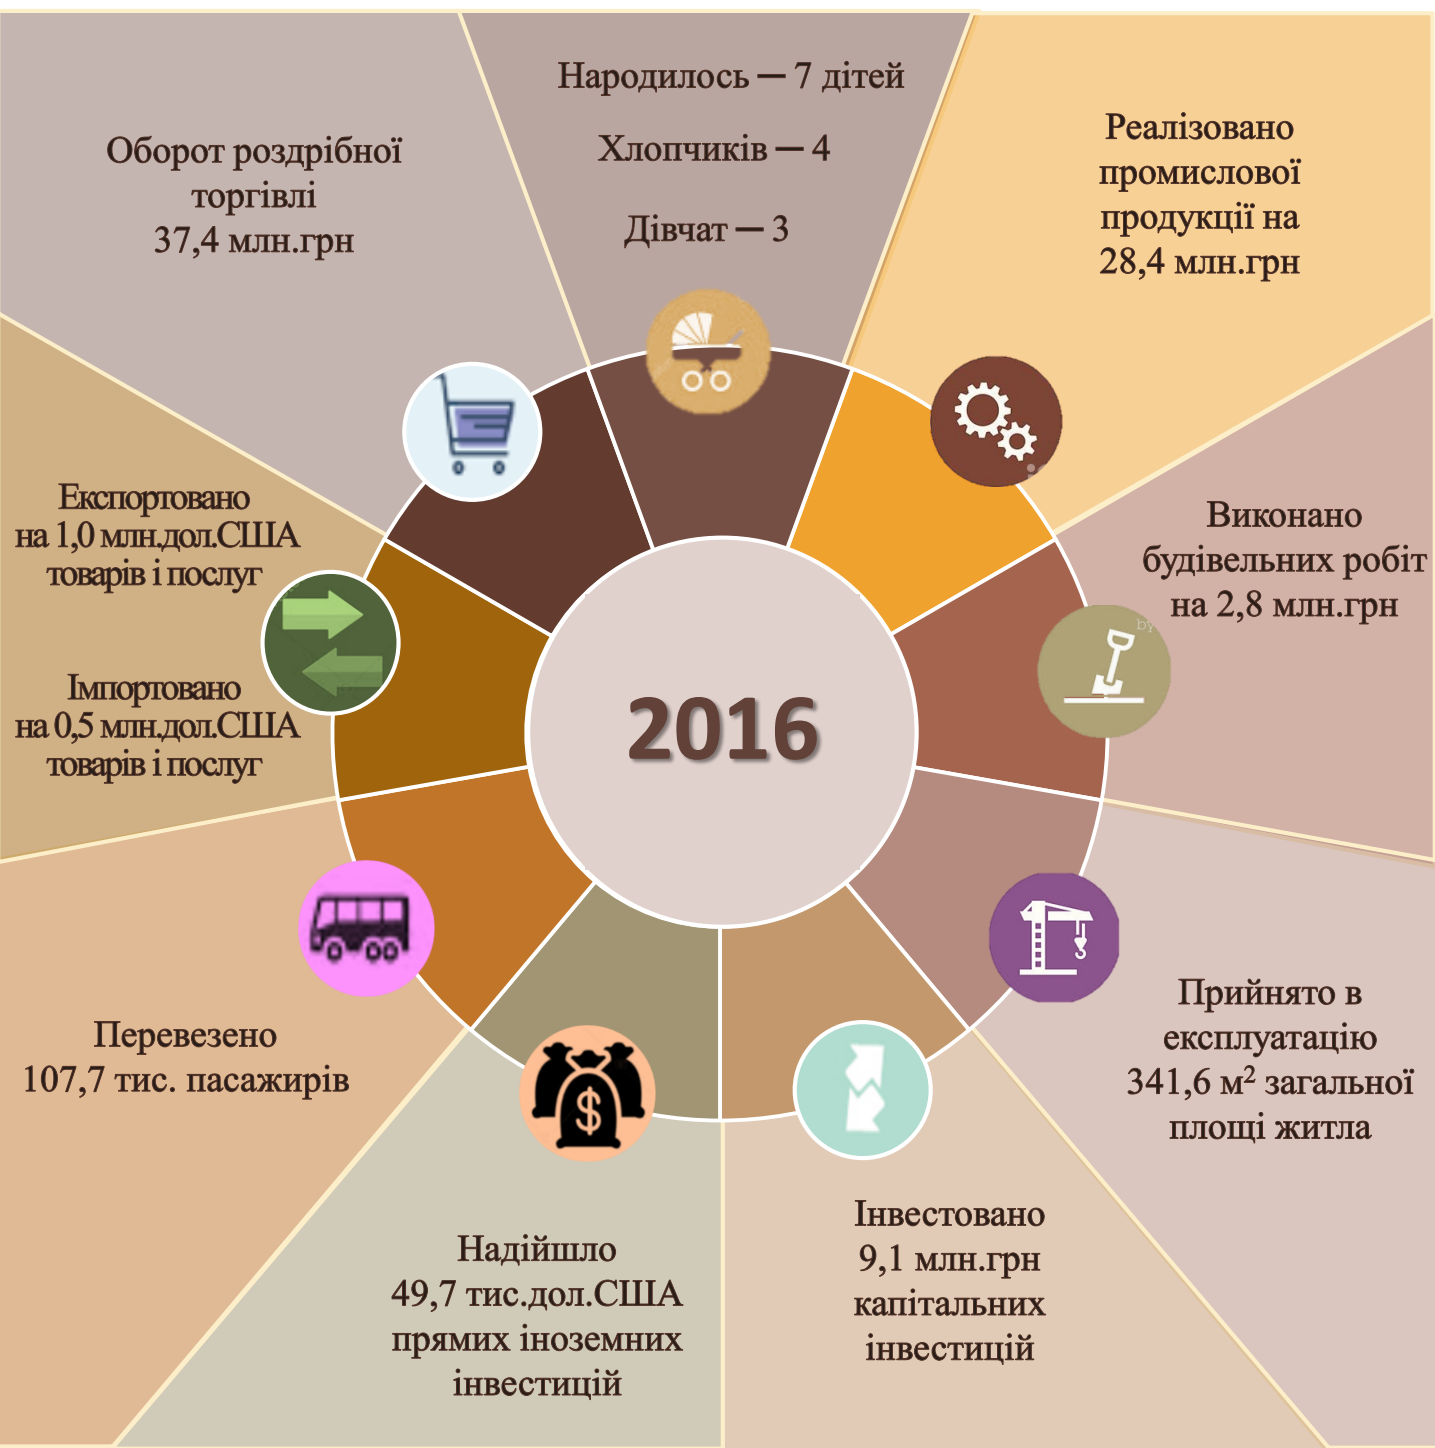 Народилось — 7 дітей
Хлопчиків — 4
Дівчат — 3
Реалізовано
промислової
продукції на
28,4 млн.грн
Виконано
будівельних робіт
на 2,8 млн.грн
by
Прийнято в
експлуатацію
341,6 м² загальної
площі житла
Інвестовано
9,1 млн.грн
капітальних
інвестицій
Надійшло
49,7 тис.дол.США
прямих іноземних
інвестицій
$
Перевезено
107,7 тис. пасажирів
Експортовано
на 1,0 млн.дол.США
товарів і послуг
Імпортовано
на 0,5 млн.дол.США
товарів і послуг
Оборот роздрібної
торгівлі
37,4 млн.грн
2016